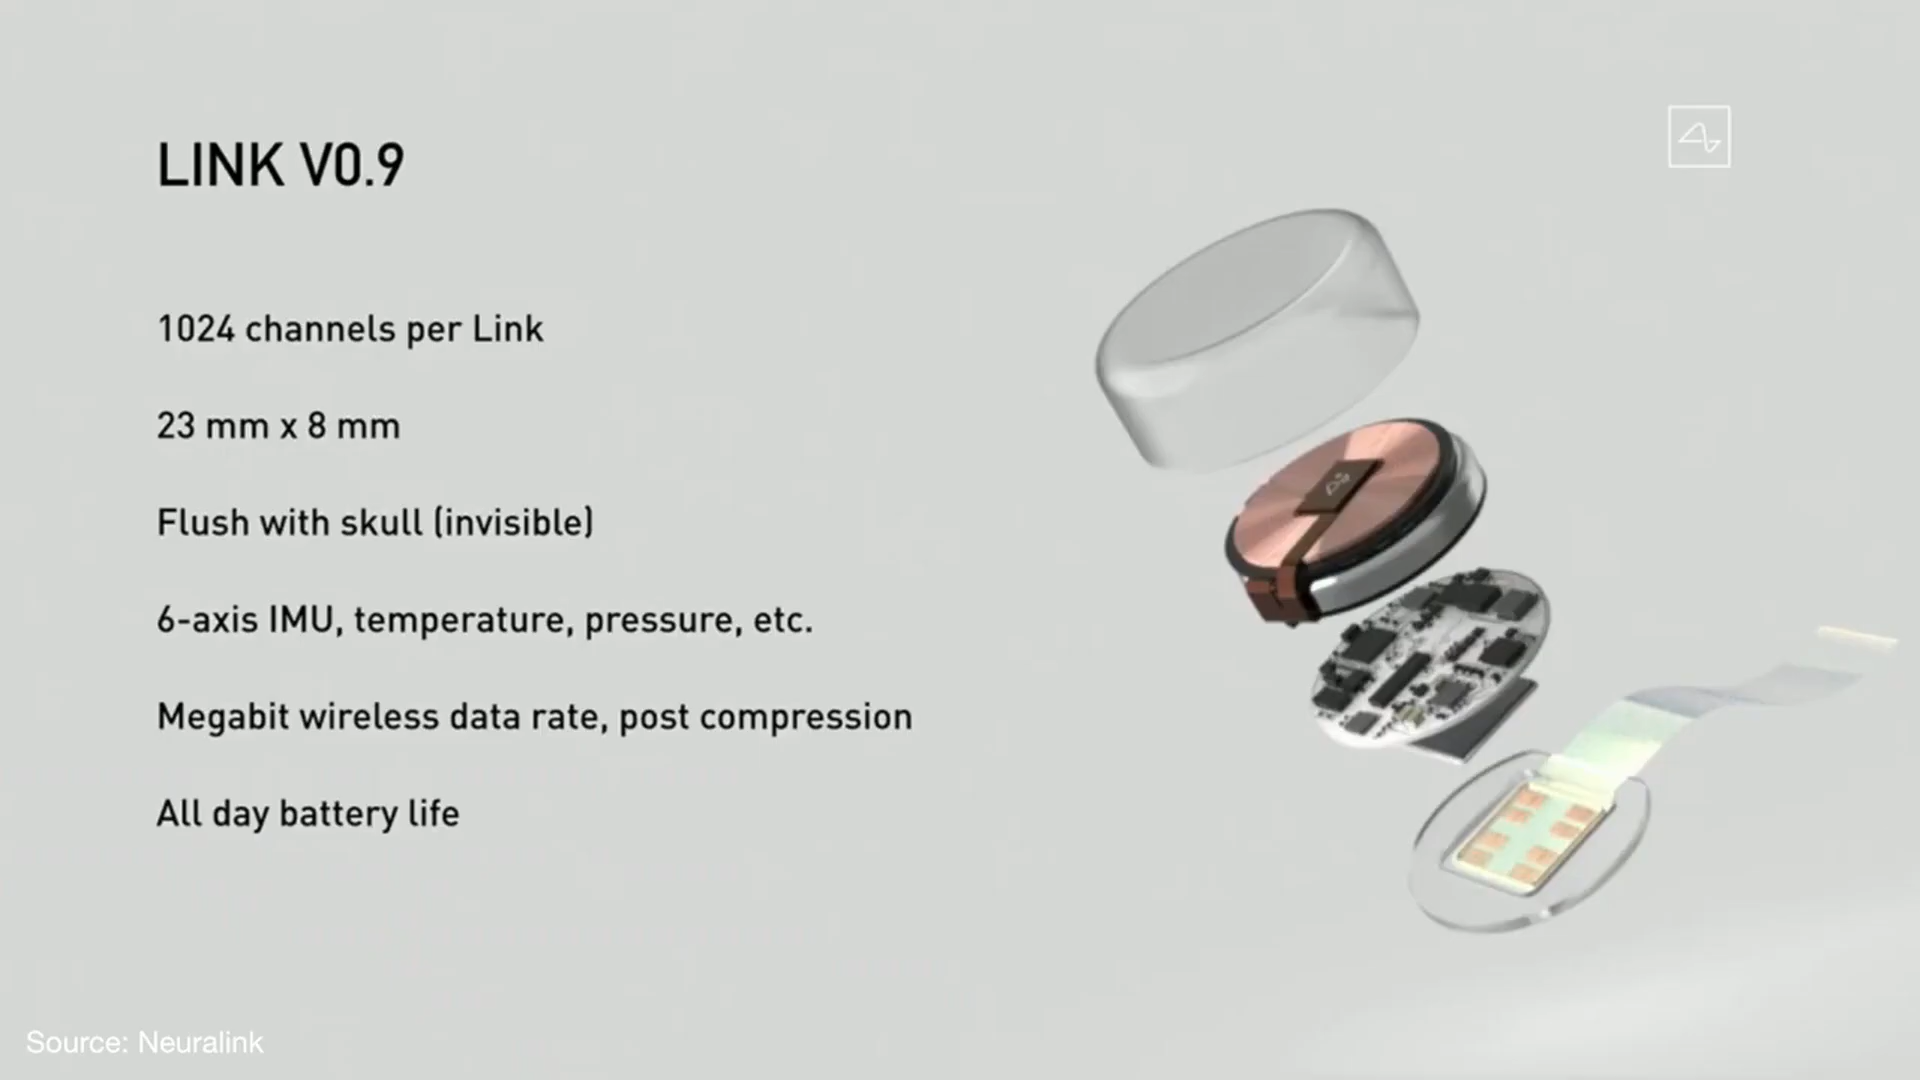 LINK V0.9
1024 channels per Link
23 mm x 8 mm
Flush with skull (invisible)
6-axis IMU, temperature, pressure, etc.
Megabit wireless data rate, post compression
All day battery life
Source: Neuralink